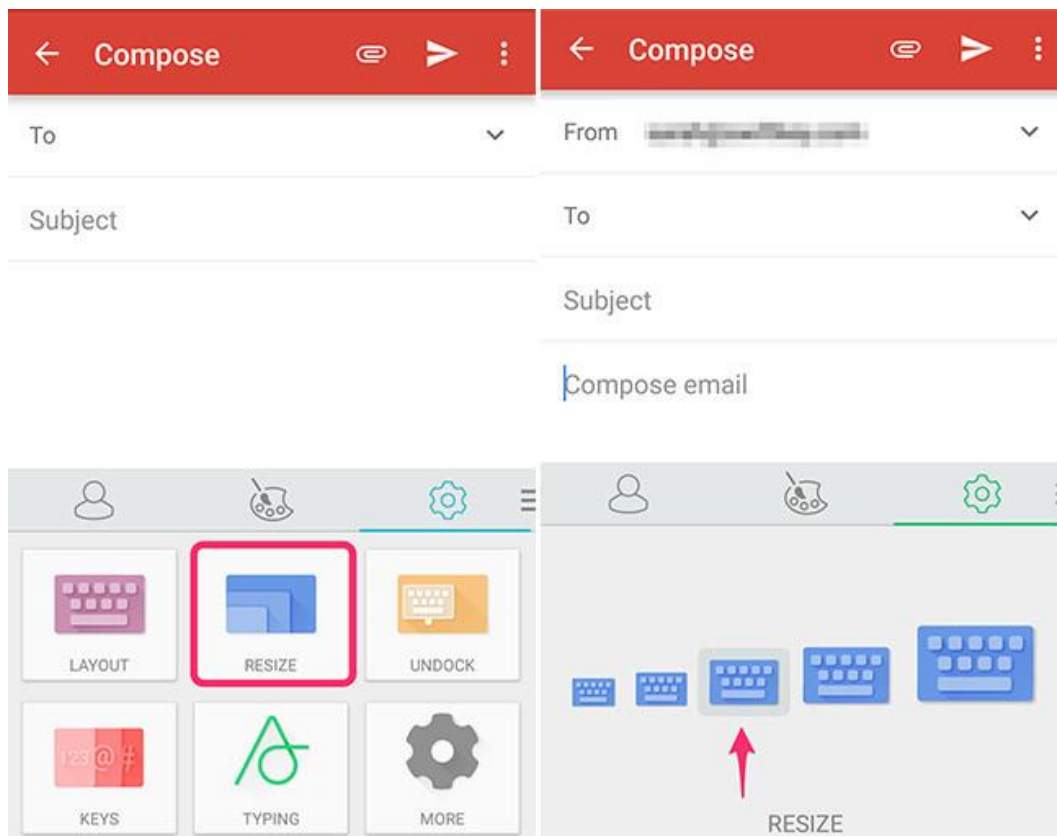 Compose
To
Subject
LAYOUT
RESIZE
UNDOCK
123 @ #
KEYS
TYPING
MORE
Compose
From
To
Subject
Compose email
RESIZE